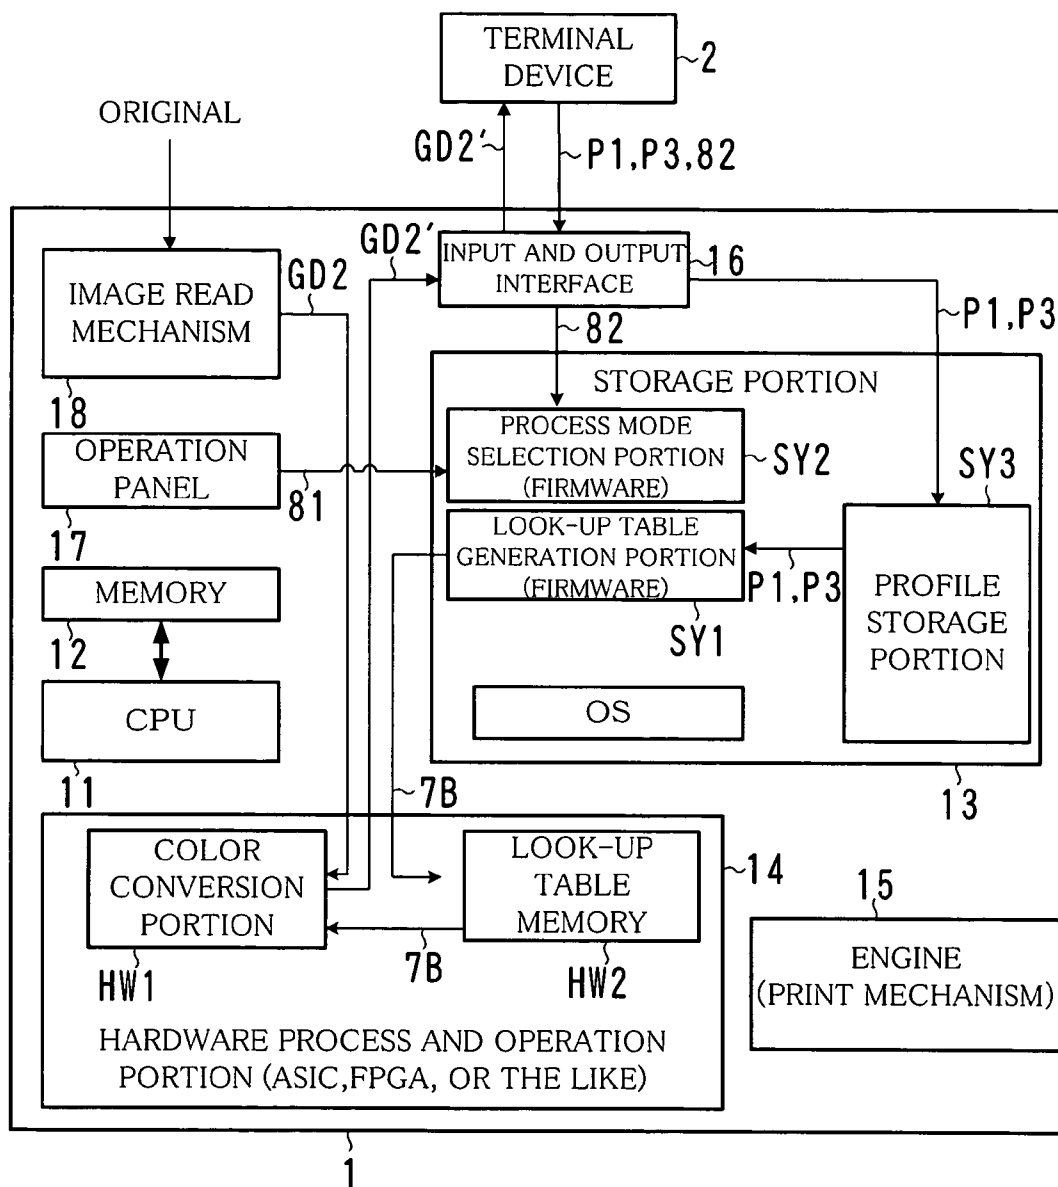 TERMINAL
DEVICE
2
ORIGINAL
GD2'
P1,P3,82
IMAGE READ
MECHANISM
18
GD2
GD2'
INPUT AND OUTPUT
INTERFACE
16
82
P1,P3
STORAGE PORTION
OPERATION
PANEL
17
81
PROCESS MODE
SELECTION PORTION
(FIRMWARE)
SY2
SY3
LOOK-UP TABLE
GENERATION PORTION
(FIRMWARE)
SY1
P1,P3
PROFILE
STORAGE
PORTION
MEMORY
12
CPU
11
OS
13
7B
COLOR
CONVERSION
PORTION
HW1
LOOK-UP
TABLE
MEMORY
HW2
7B
14
HARDWARE PROCESS AND OPERATION
PORTION (ASIC,FPGA, OR THE LIKE)
15
ENGINE
(PRINT MECHANISM)
1